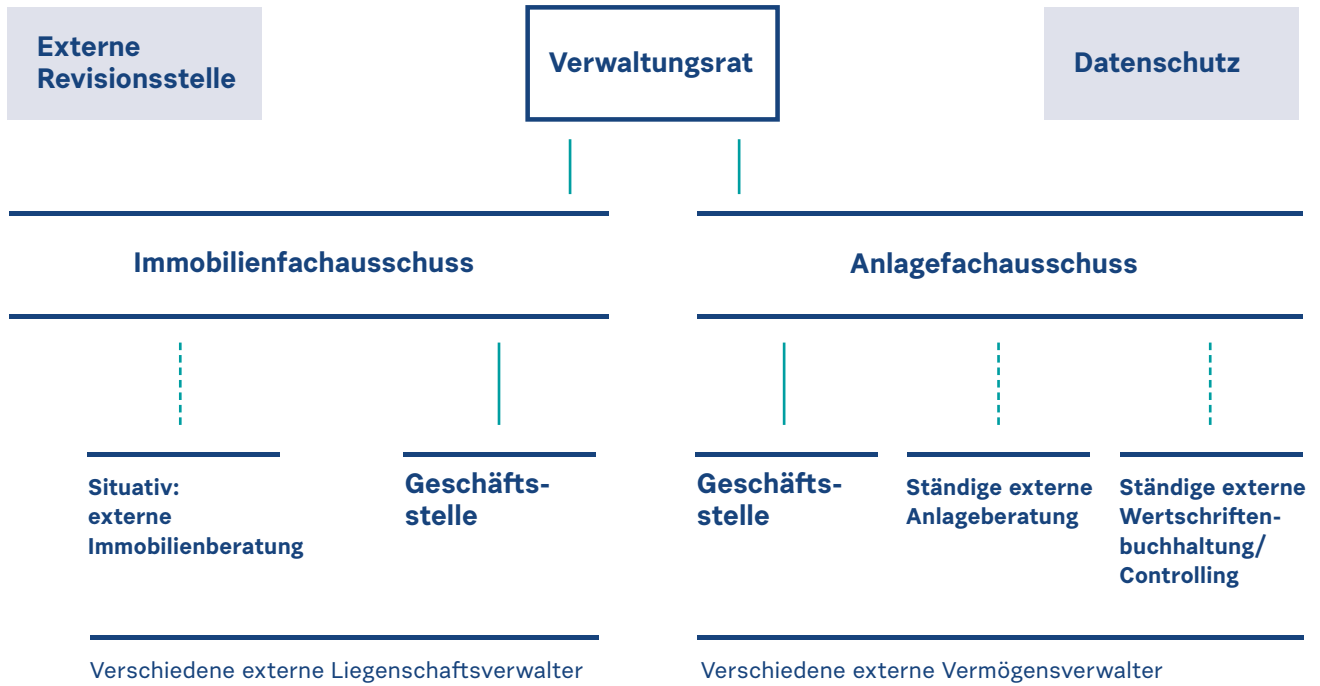 Externe
Revisionsstelle
Verwaltungsrat
Datenschutz
Immobilienfachausschuss
Anlagefachausschuss
Situativ:
externe
Immobilienberatung
Geschäfts-
stelle
Geschäfts-
stelle
Ständige externe
Anlageberatung
Ständige externe
Wertschriften-
buchhaltung/
Controlling
Verschiedene externe Liegenschaftsverwalter
Verschiedene externe Vermögensverwalter